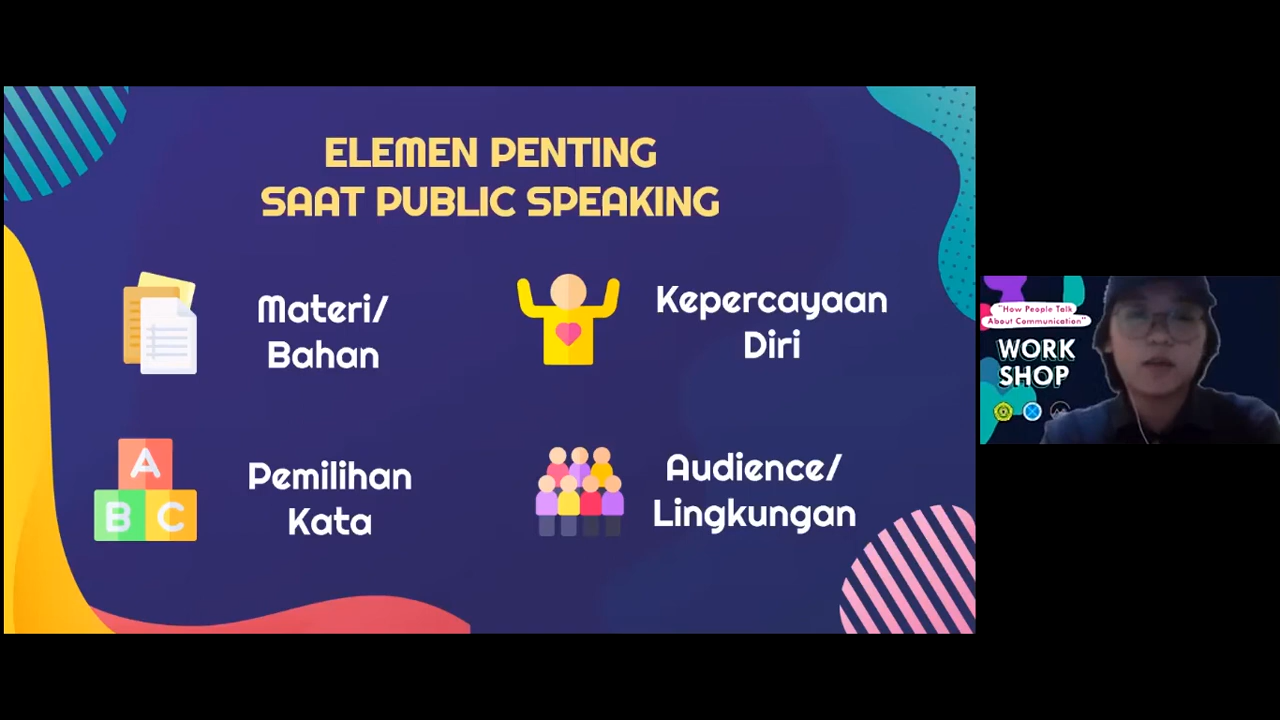 ELEMEN PENTING
SAAT PUBLIC SPEAKING
Materi/
Bahan
Kepercayaan
Diri
A
B C
Pemilihan
Kata
Audience/
Lingkungan
"How People Talk
About Communication"
WORK
SHOP